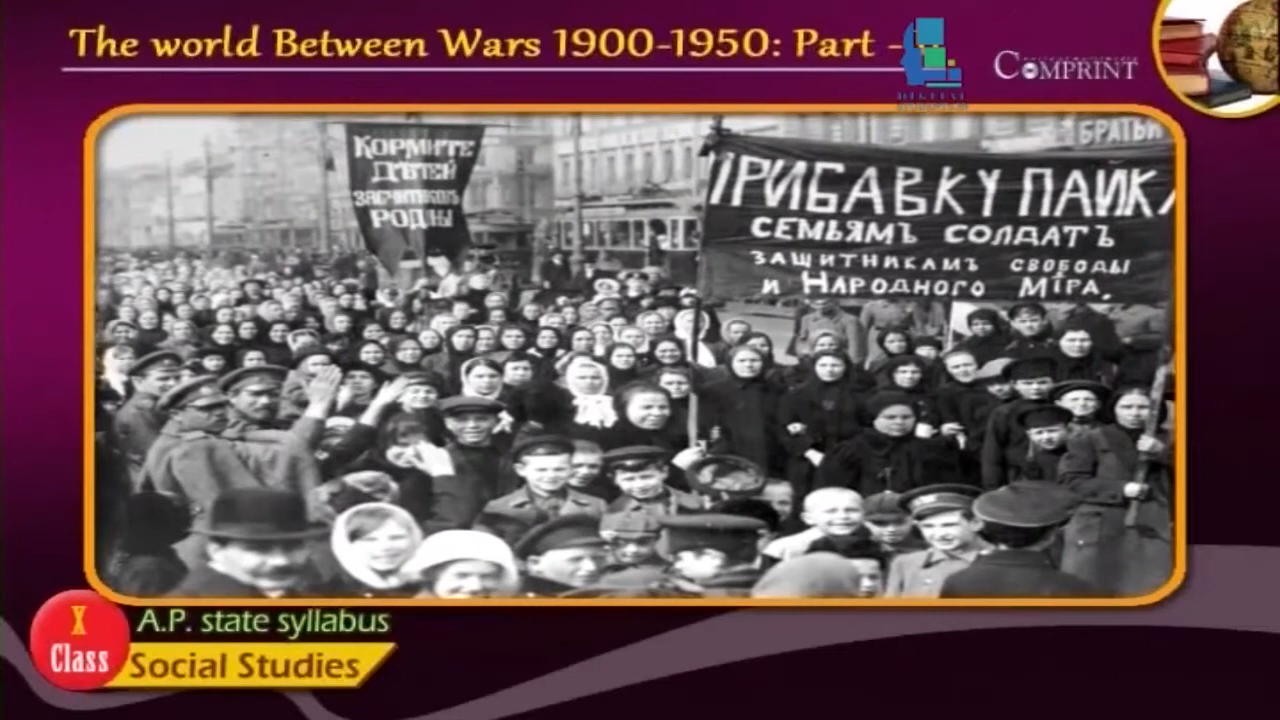 The world Between Wars 1900-1950: Part -
COMPRINT
КОРМИТЕ
ДѢТЕЙ
ЗАЩИТНИКОВЪ
РОДИНЫ
БРАТЬЯ
ПРИБАВКУ ПАЙКА
СЕМЬЯМЪ СОЛДАТЪ
ЗАЩИТНИКАМЪ СВОБОДЫ
И НАРОДНОГО МІРА.
X
Class
A.P. state syllabus
Social Studies